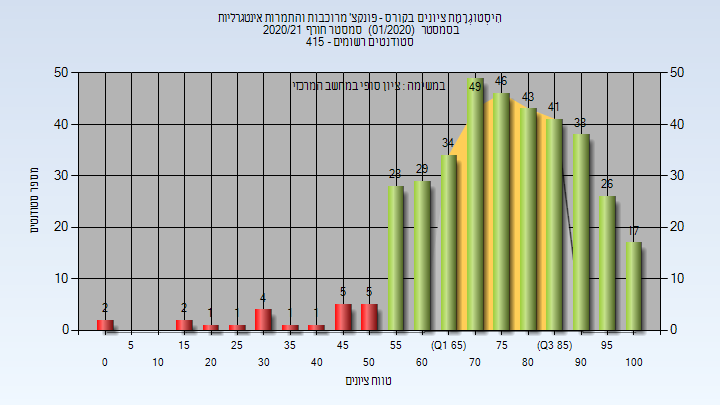 היסטוגרמת ציונים בקורס - פונקצ' מרוכבות והתמרות אינטגרליות
בסמסטר (01/2020) סמסטר חורף 2020/21
סטודנטים רשומים - 415
במשימה : ציון סופי במחשב המרכזי
מספר סטודנטים
50 50
40 40
30 30
20 20
10 10
0 0
2 2 1 1 4 1 1 5 5 28 29 34 49 46 43 41 38 26 17
5 15 25 35 45 55 (Q1 65) 75 (Q3 85) 95
0 10 20 30 40 50 60 70 80 90 100
טווח ציונים